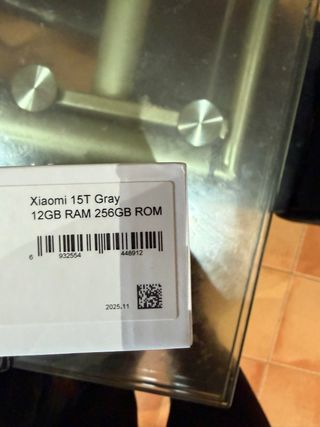 Xiaomi 15T Gray
12GB RAM 256GB ROM
6 932554 448912
2025.11